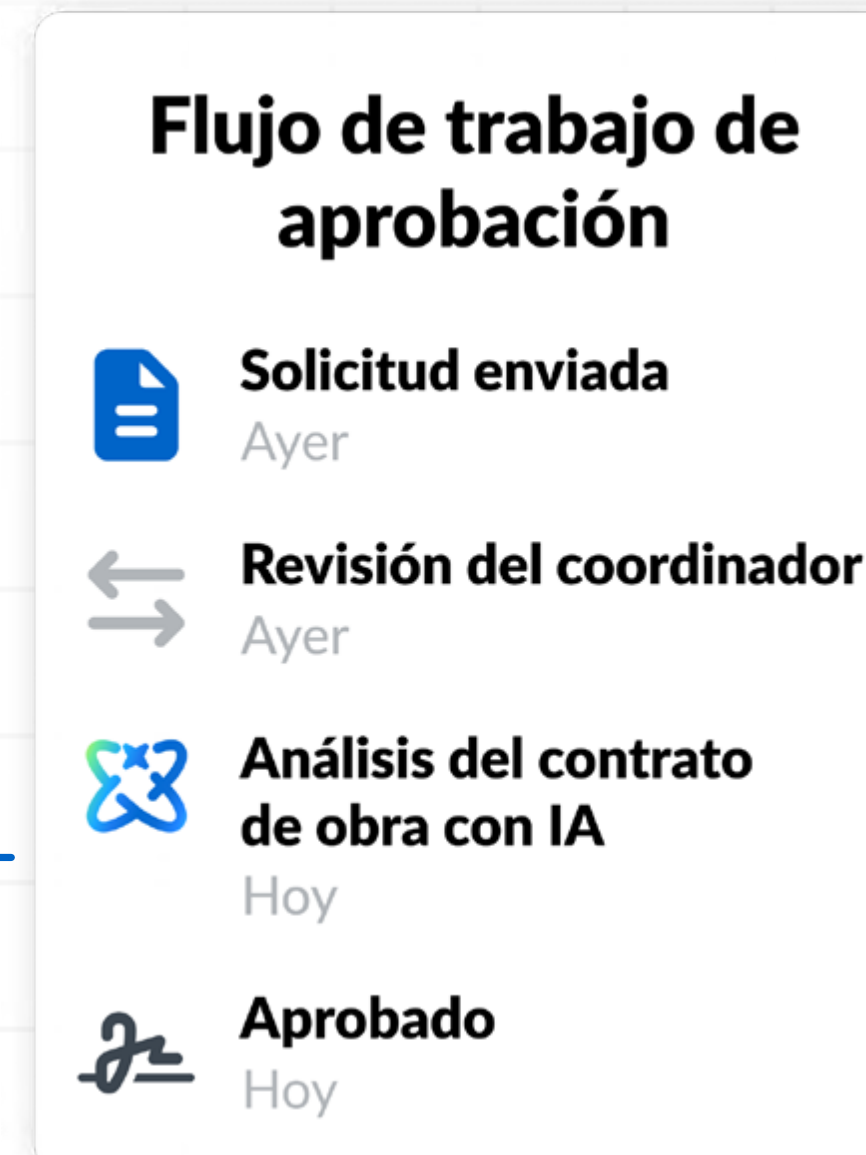 Flujo de trabajo de
aprobación
Solicitud enviada
Ayer
Revisión del coordinador
Ayer
Análisis del contrato
de obra con IA
Hoy
Aprobado
Hoy